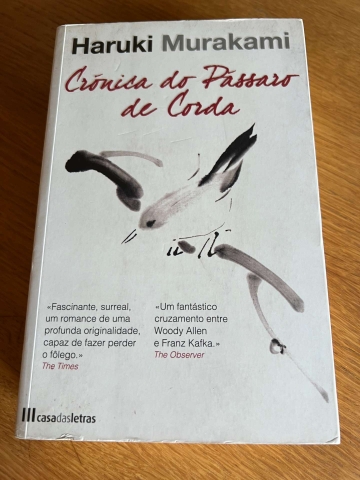 Haruki Murakami
Crónica do Pássaro
de Corda
«Fascinante, surreal,
um romance de uma
profunda originalidade,
capaz de fazer perder
o fôlego.»
The Times
«Um fantástico
cruzamento entre
Woody Allen
e Franz Kafka.»
The Observer
casadasletras